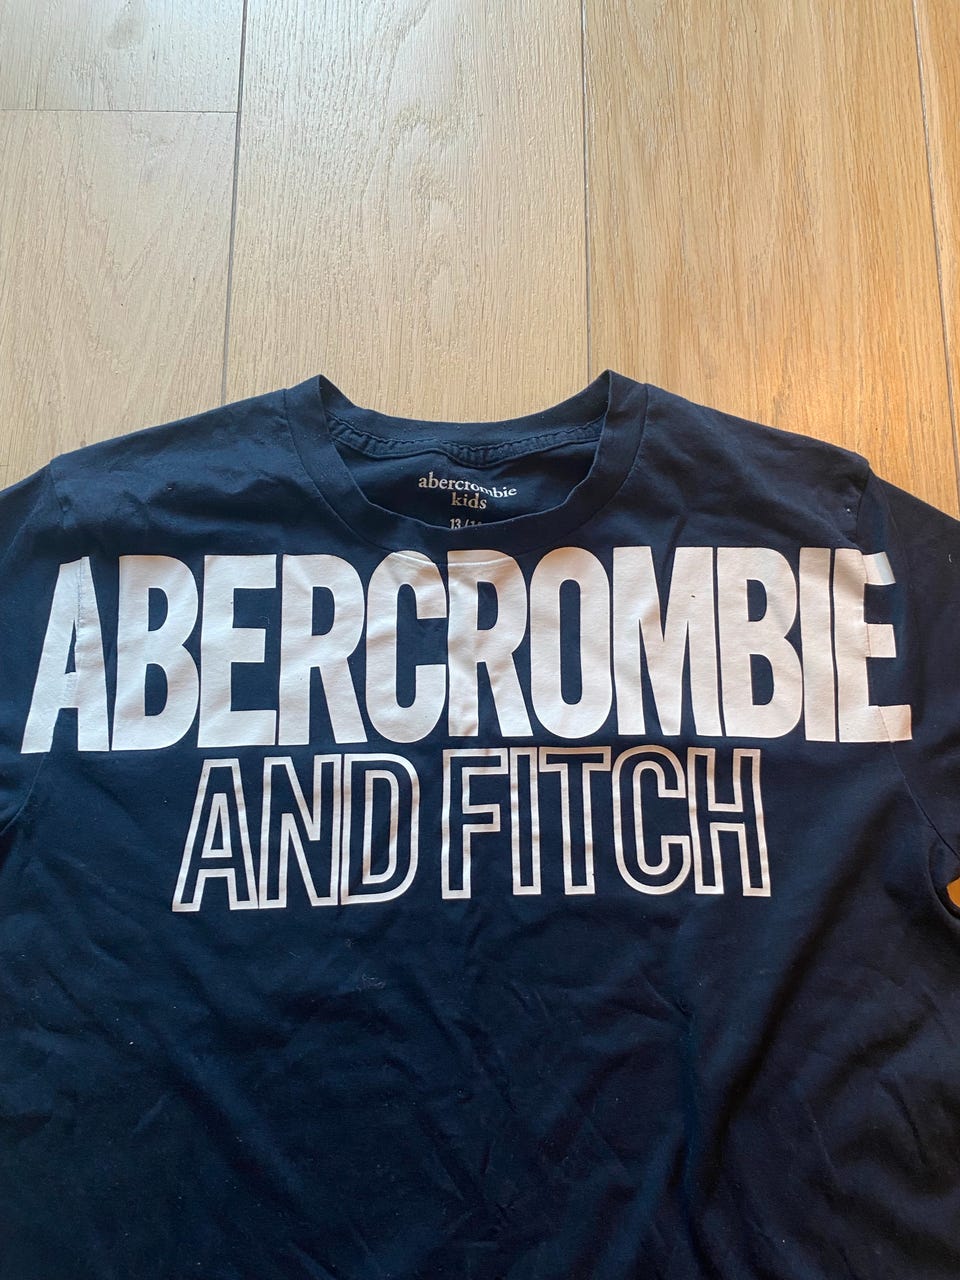 abercrombie
kids
ABERCROMBIE
AND FITCH